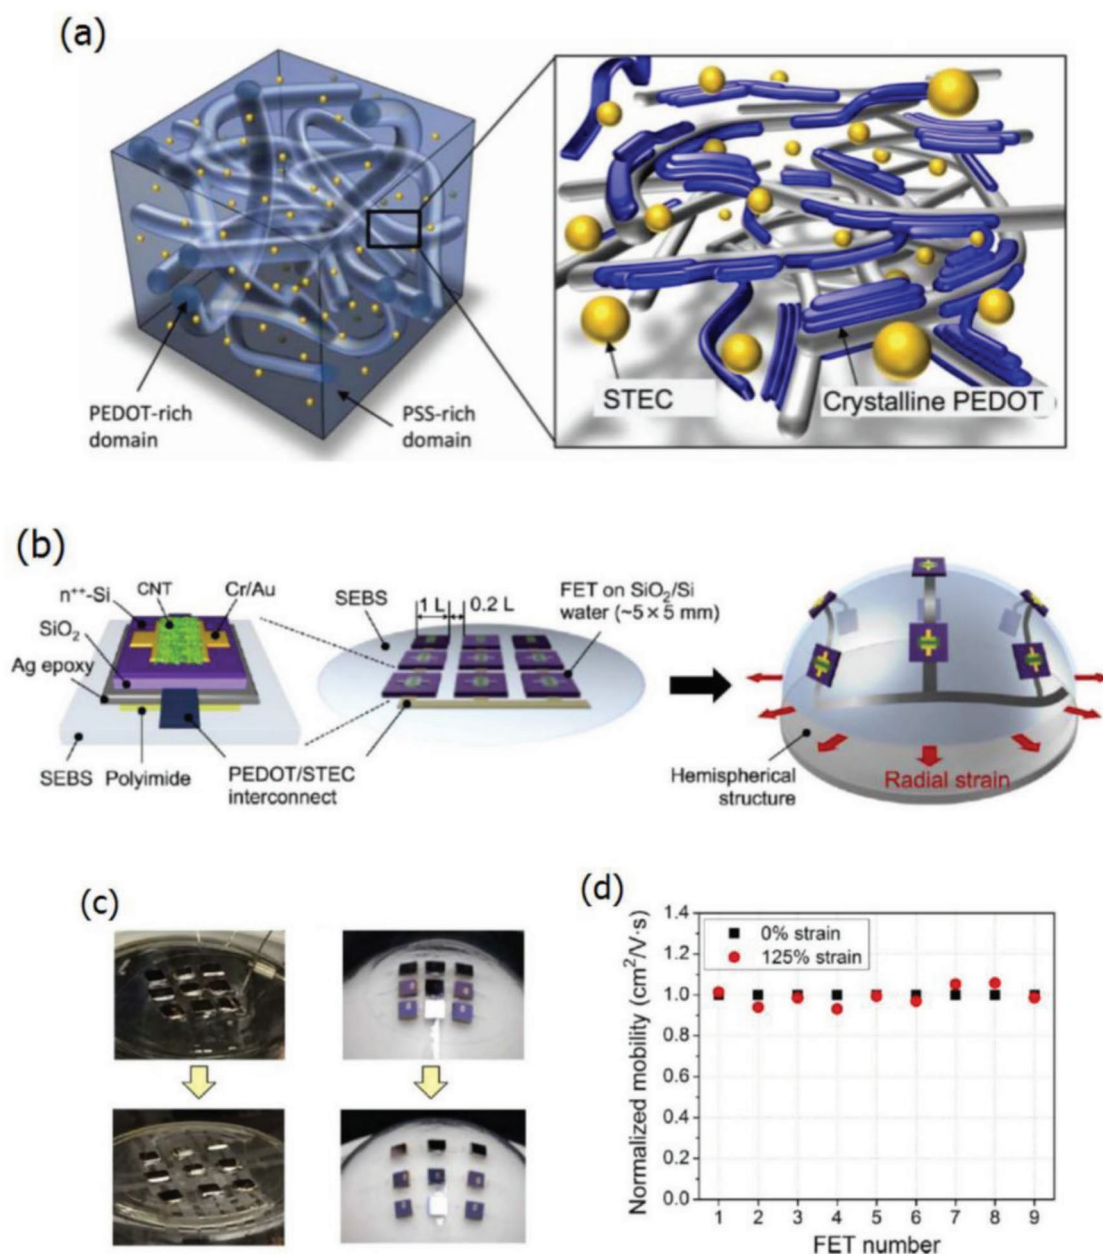 (a)
PEDOT-rich
domain
PSS-rich
domain
STEC
Crystalline PEDOT
(b)
n⁺⁺-Si
CNT
Cr/Au
SiO₂
Ag epoxy
SEBS
Polyimide
PEDOT/STEC
interconnect
SEBS
1 L
0.2 L
FET on SiO₂/Si
water (~5 × 5 mm)
Hemispherical
structure
Radial strain
(c)
(d)
Normalized mobility (cm²/V·s)
1.4
1.2
1.0
0.8
0.6
0.4
0.2
0.0
0% strain
125% strain
1 2 3 4 5 6 7 8 9
FET number